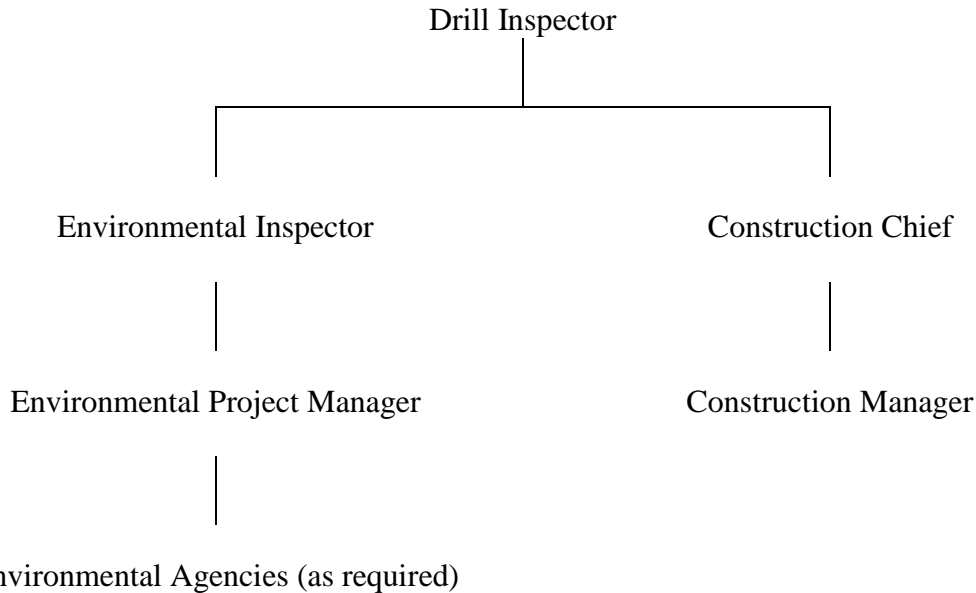 Drill Inspector
Environmental Inspector
Construction Chief
Environmental Project Manager
Construction Manager
nvironmental Agencies (as required)